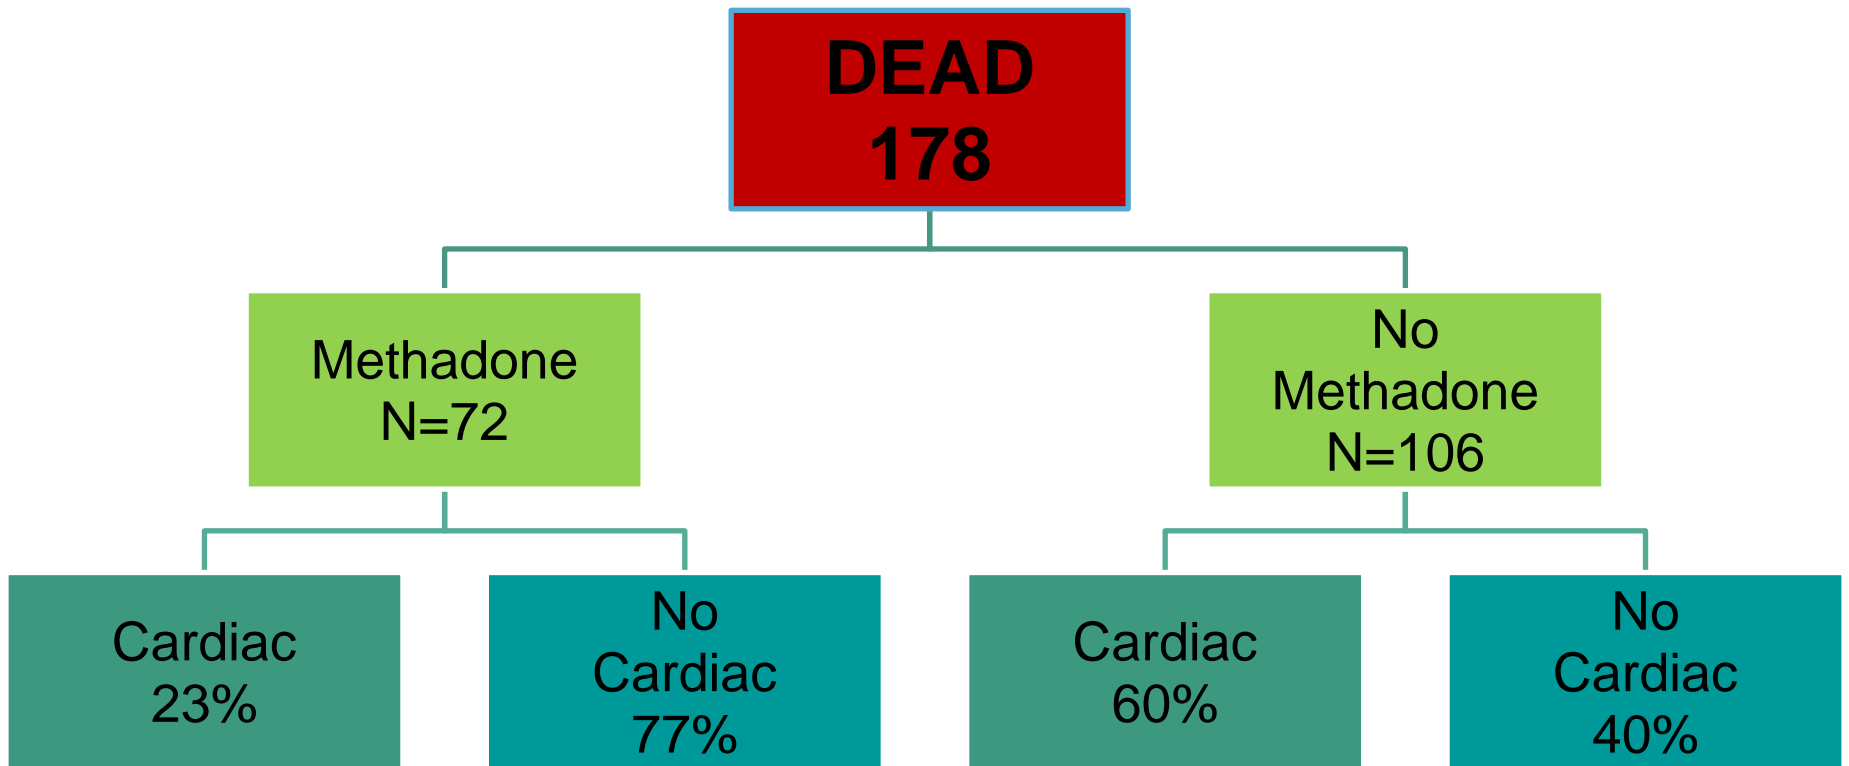 DEAD
178
Methadone
N=72
No
Methadone
N=106
Cardiac
23%
No
Cardiac
77%
Cardiac
60%
No
Cardiac
40%